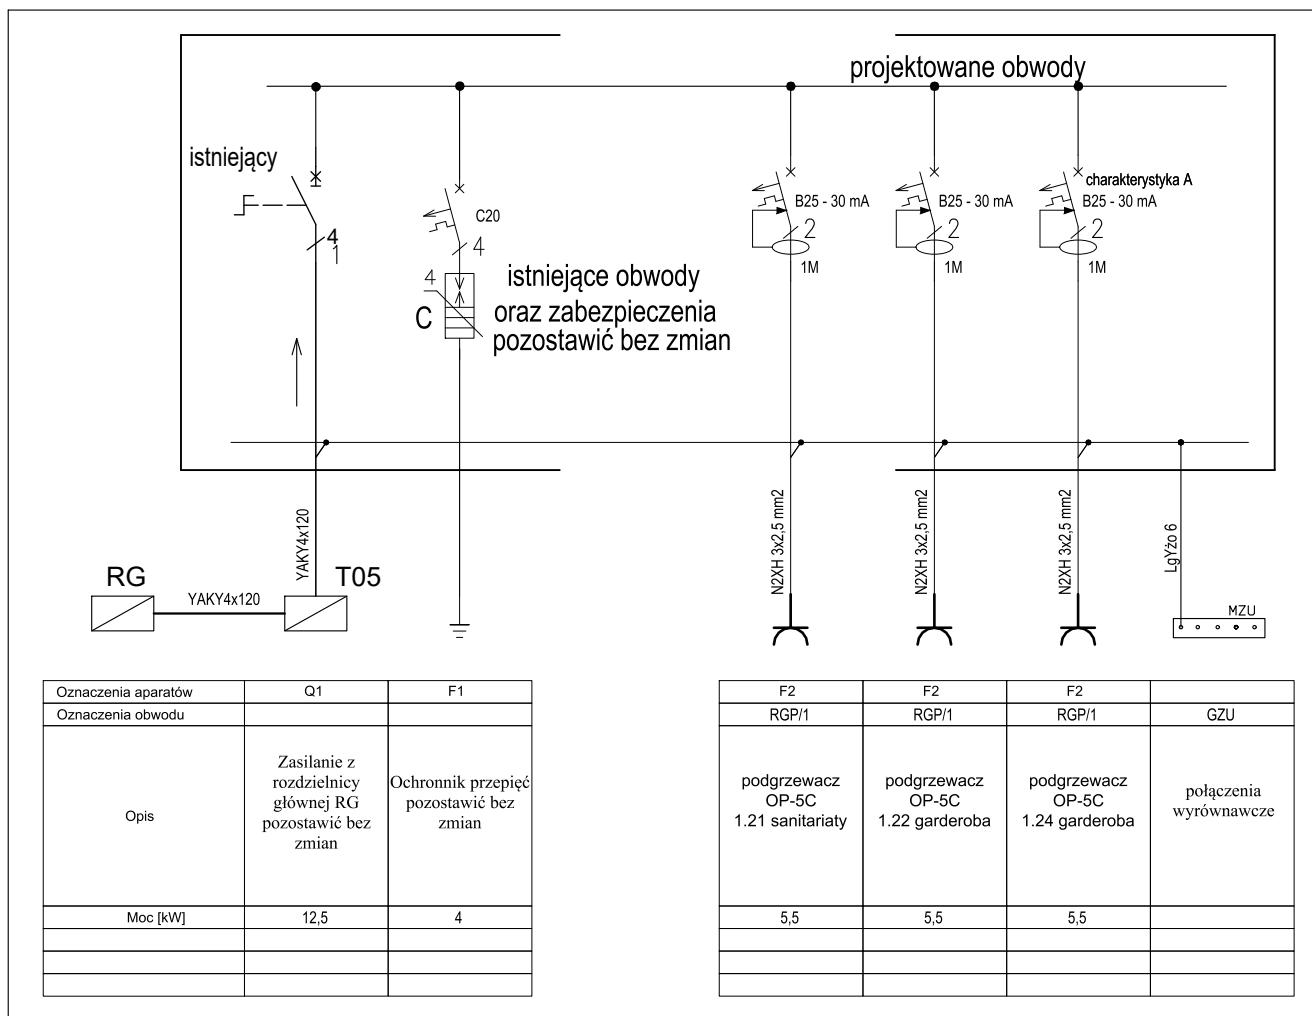 projektowane obwody
istniejący
charakterystyka A
B25 - 30 mA
B25 - 30 mA
B25 - 30 mA
C20
4
1
4
2
2
2
1M
1M
1M
4
C
istniejące obwody
oraz zabezpieczenia
pozostawić bez zmian
YAKY4x120
N2XH 3x2,5 mm2
N2XH 3x2,5 mm2
N2XH 3x2,5 mm2
LgYżo 6
RG
YAKY4x120
T05
MZU
Oznaczenia aparatów
Q1
F1
Oznaczenia obwodu
Opis
Zasilanie z
rozdzielnicy
głównej RG
pozostawić bez
zmian
Ochronnik przepięć
pozostawić bez
zmian
Moc [kW]
12,5
4
F2
F2
F2
RGP/1
RGP/1
RGP/1
GZU
podgrzewacz
OP-5C
1.21 sanitariaty
podgrzewacz
OP-5C
1.22 garderoba
podgrzewacz
OP-5C
1.24 garderoba
połączenia
wyrównawcze
5,5
5,5
5,5